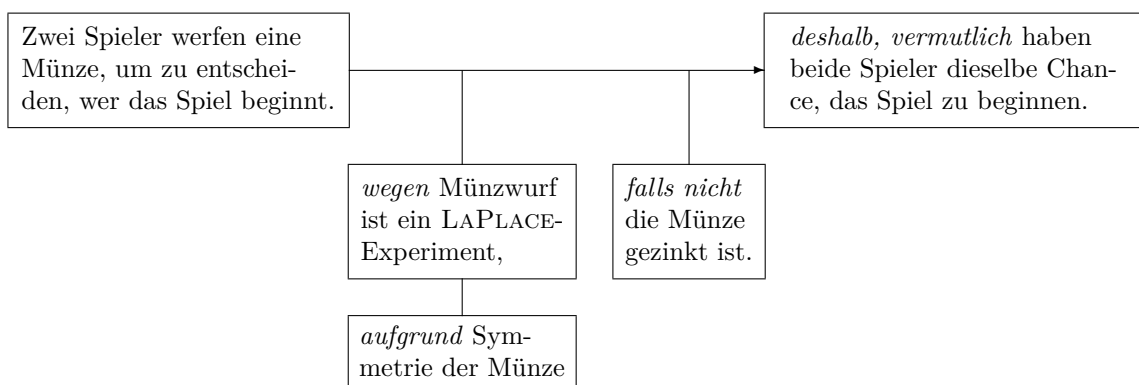 Zwei Spieler werfen eine
Münze, um zu entschei-
den, wer das Spiel beginnt.
deshalb, vermutlich haben
beide Spieler dieselbe Chan-
ce, das Spiel zu beginnen.
wegen Münzwurf
ist ein LAPLACE-
Experiment,
falls nicht
die Münze
gezinkt ist.
aufgrund Sym-
metrie der Münze